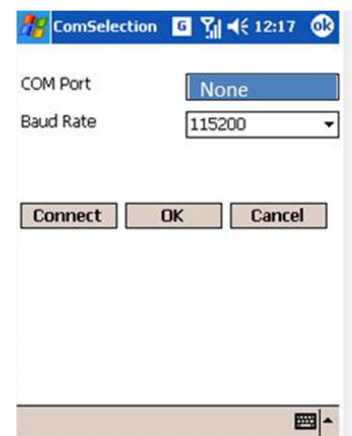 ComSelection G 12:17 ok
COM Port None
Baud Rate 115200
Connect OK Cancel